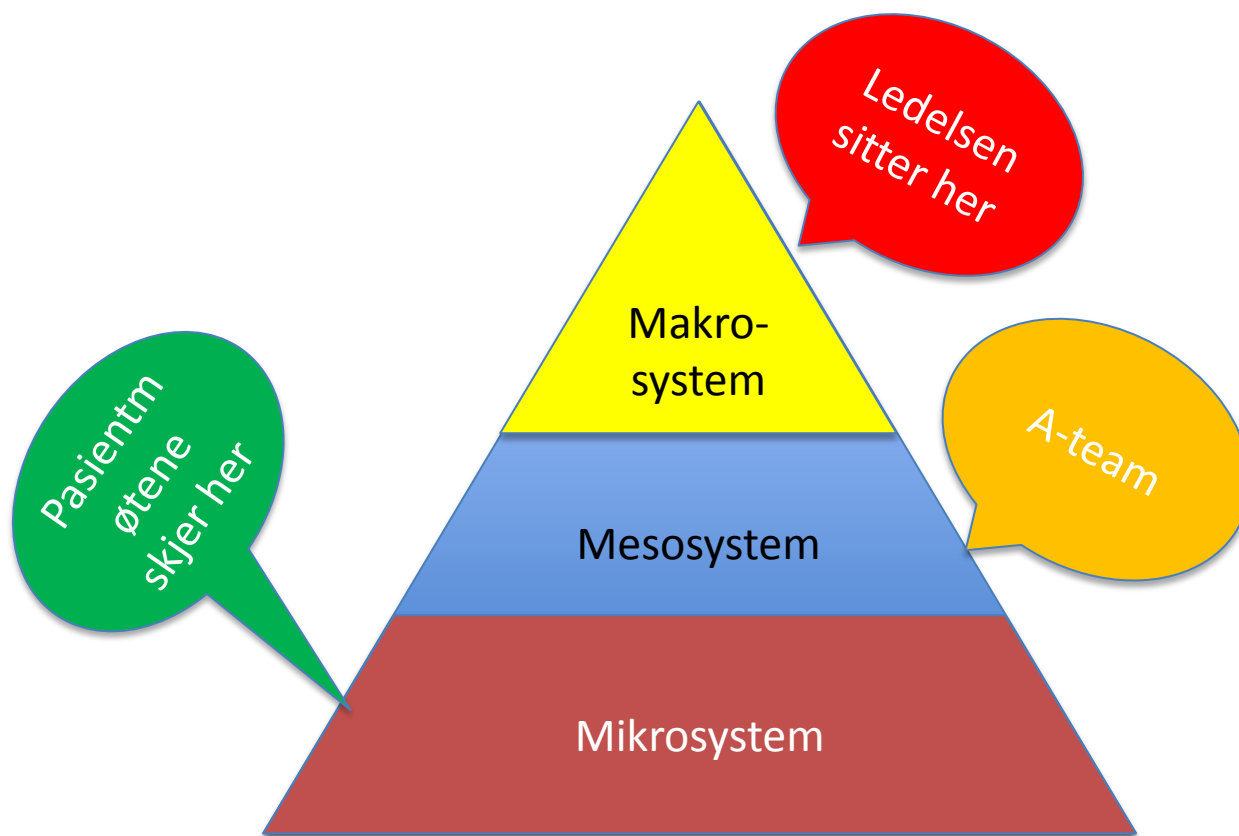 Ledelsen
sitter her
Makro-
system
A-team
Pasientm
øtene
skjer her
Mesosystem
Mikrosystem